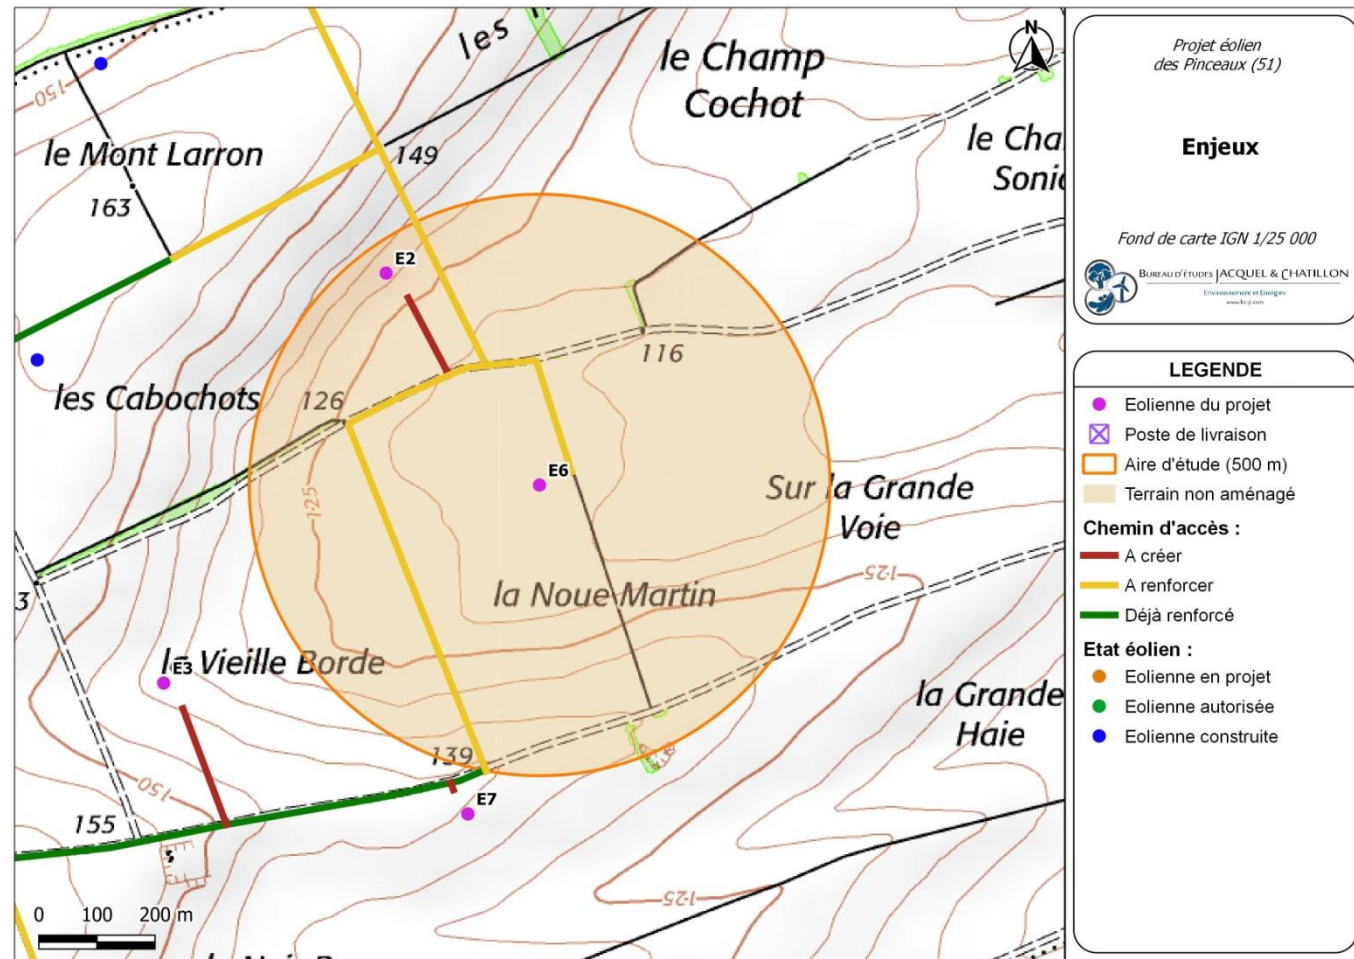 les
le Champ
Cochot
N
150
le Mont Larron
149
163
le Cha
Sonic
E2
116
les Cabochots
126
125
E6
Sur la Grande
Voie
la Noue Martin
125
3
la Vieille Borde
E3
la Grande
Haie
139
150
E7
155
125
0 100 200 m
Projet éolien
des Pinceaux (51)
Enjeux
Fond de carte IGN 1/25 000
BUREAU D'ÉTUDES JACQUEL & CHATILLON
Environnement et Energies
LEGENDE
Eolienne du projet
Poste de livraison
Aire d'étude (500 m)
Terrain non aménagé
Chemin d'accès :
A créer
A renforcer
Déjà renforcé
Etat éolien :
Eolienne en projet
Eolienne autorisée
Eolienne construite